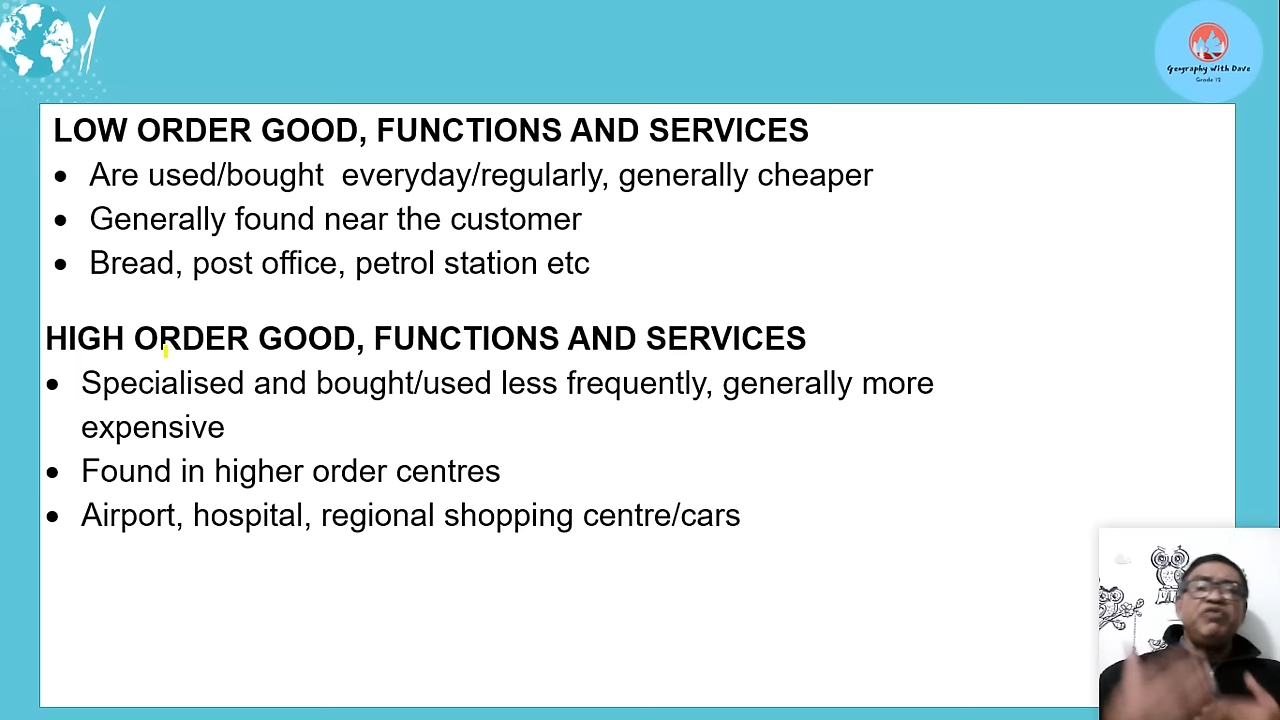 Geography With Dave
Grade 12
LOW ORDER GOOD, FUNCTIONS AND SERVICES
• Are used/bought  everyday/regularly, generally cheaper
• Generally found near the customer
• Bread, post office, petrol station etc
HIGH ORDER GOOD, FUNCTIONS AND SERVICES
• Specialised and bought/used less frequently, generally more
expensive
• Found in higher order centres
• Airport, hospital, regional shopping centre/cars